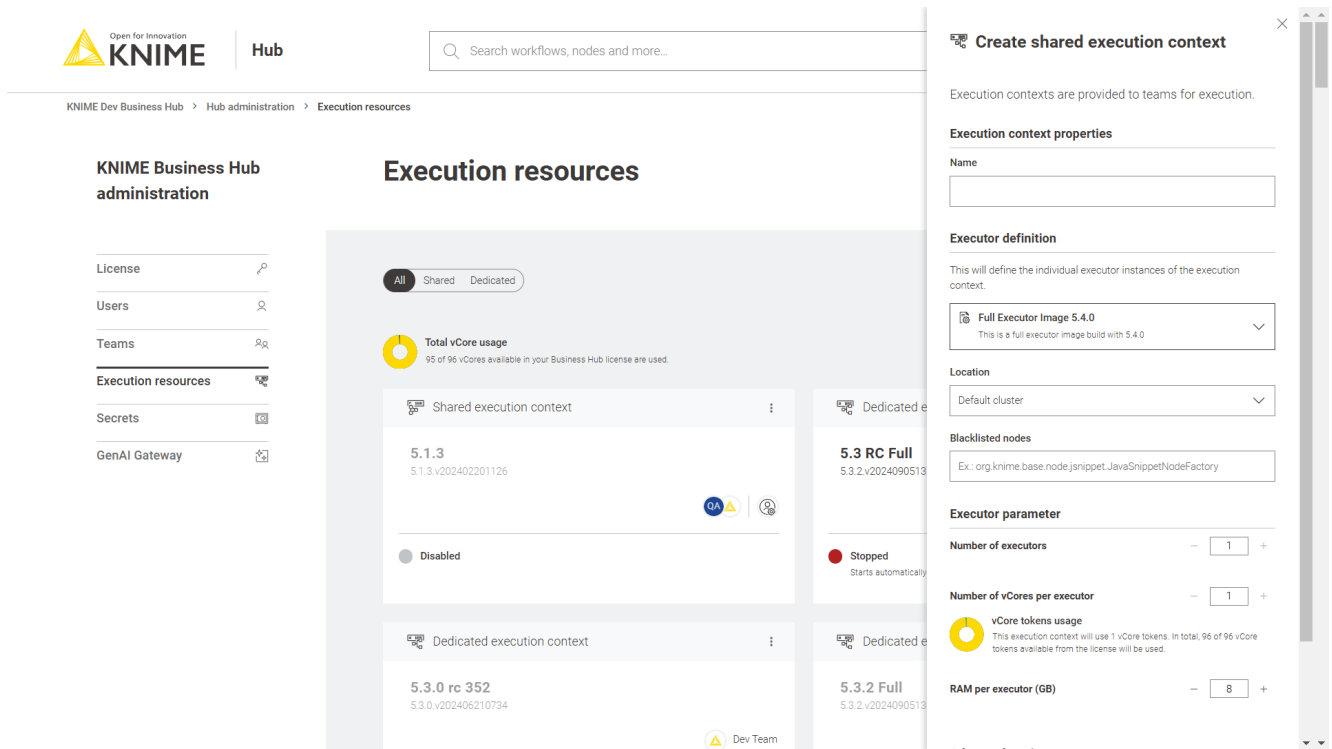 Open for Innovation
KNIME
Hub
Search workflows, nodes and more...
KNIME Dev Business Hub > Hub administration > Execution resources
KNIME Business Hub
administration
License
Users
Teams
Execution resources
Secrets
GenAI Gateway
Execution resources
All Shared Dedicated
Total vCore usage
95 of 96 vCores available in your Business Hub license are used.
Shared execution context
5.1.3
5.1.3.v202402201126
QA
Disabled
Dedicated e
5.3 RC Full
5.3.2.v2024090513
Stopped
Starts automatically
Dedicated execution context
5.3.0 rc 352
5.3.0.v202406210734
Dev Team
Dedicated e
5.3.2 Full
5.3.2.v2024090513
Create shared execution context
Execution contexts are provided to teams for execution.
Execution context properties
Name
Executor definition
This will define the individual executor instances of the execution
context.
Full Executor Image 5.4.0
This is a full executor image build with 5.4.0
Location
Default cluster
Blacklisted nodes
Ex.: org.knime.base.node.jsnippet.JavaSnippetNodeFactory
Executor parameter
Number of executors − 1 +
Number of vCores per executor − 1 +
vCore tokens usage
This execution context will use 1 vCore tokens. In total, 96 of 96 vCore
tokens available from the license will be used.
RAM per executor (GB) − 8 +